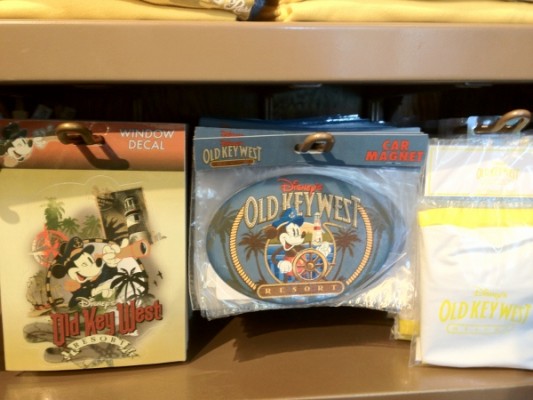 WINDOW
DECAL
Disney's
Old Key West
RESORT
OLD KEY WEST
CAR
MAGNET
Disney's
OLD KEY WEST
RESORT
Disney's
OLD KEY WEST